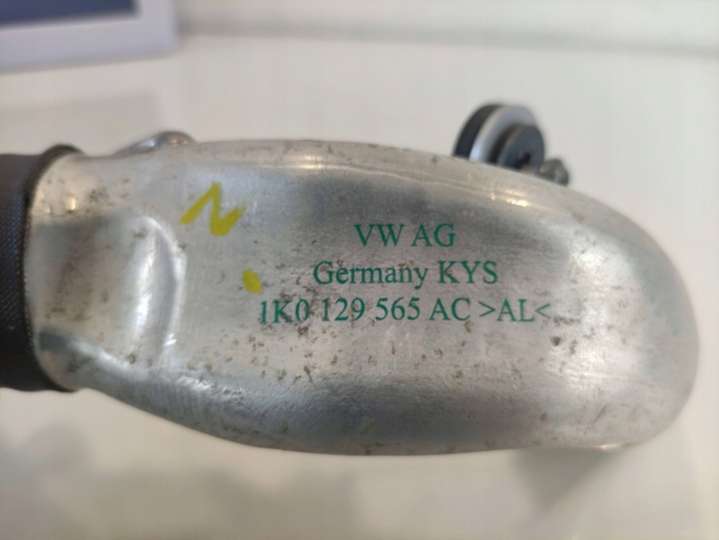 VW AG
Germany KYS
1K0 129 565 AC >AL<